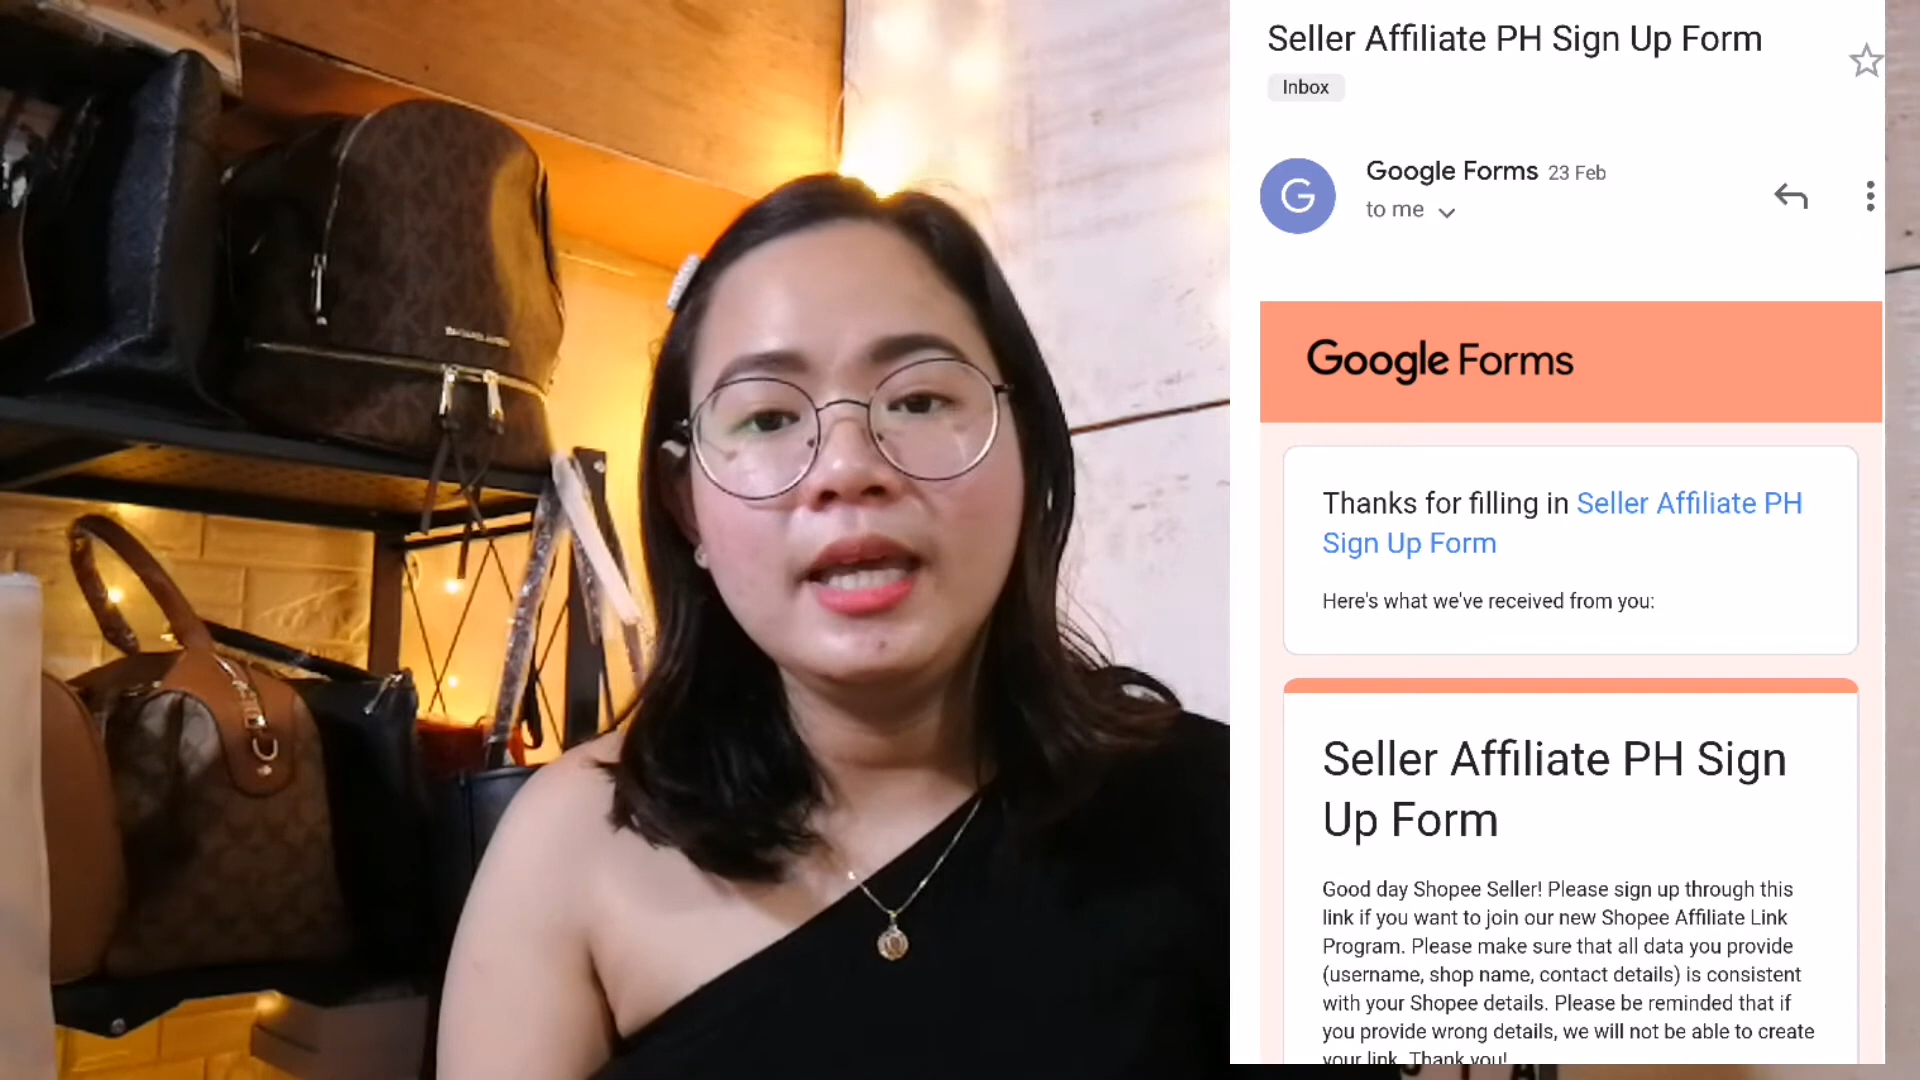 Seller Affiliate PH Sign Up Form
Inbox
G
Google Forms 23 Feb
to me
Google Forms
Thanks for filling in Seller Affiliate PH
Sign Up Form
Here's what we've received from you:
Seller Affiliate PH Sign
Up Form
Good day Shopee Seller! Please sign up through this
link if you want to join our new Shopee Affiliate Link
Program. Please make sure that all data you provide
(username, shop name, contact details) is consistent
with your Shopee details. Please be reminded that if
you provide wrong details, we will not be able to create
your link. Thank you!